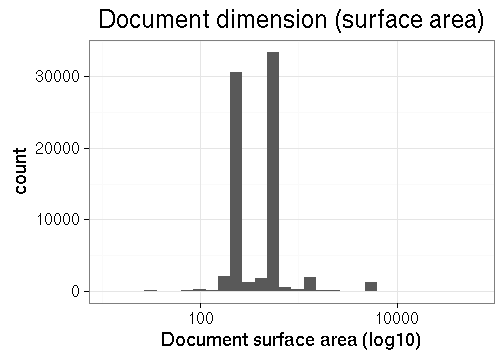 Document dimension (surface area)
30000
20000
10000
0
count
100
10000
Document surface area (log10)